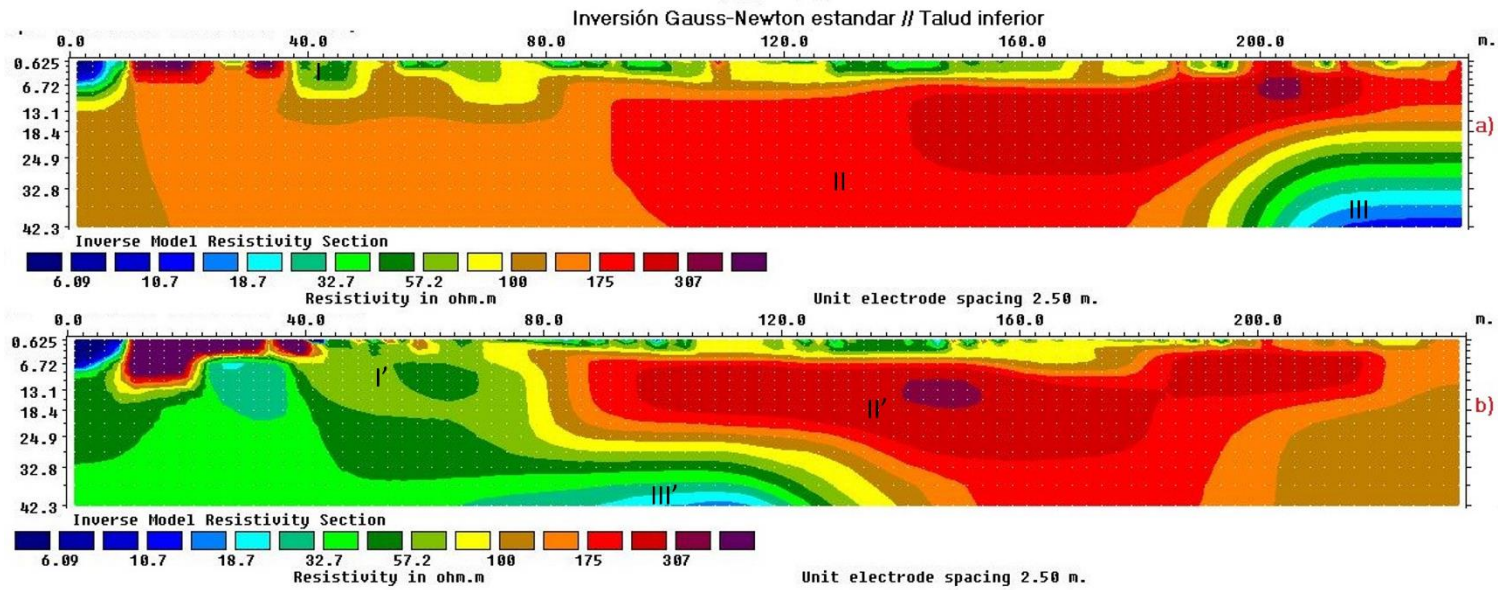 Inversión Gauss-Newton estandar // Talud inferior
0.0 40.0 80.0 120.0 160.0 200.0 m.
0.625
6.72
13.1
18.4
24.9
32.8
42.3
I
II
III
a)
Inverse Model Resistivity Section
6.09 10.7 18.7 32.7 57.2 100 175 307
Resistivity in ohm.m Unit electrode spacing 2.50 m.
0.0 40.0 80.0 120.0 160.0 200.0 m.
0.625
6.72
13.1
18.4
24.9
32.8
42.3
I'
II'
III'
b)
Inverse Model Resistivity Section
6.09 10.7 18.7 32.7 57.2 100 175 307
Resistivity in ohm.m Unit electrode spacing 2.50 m.